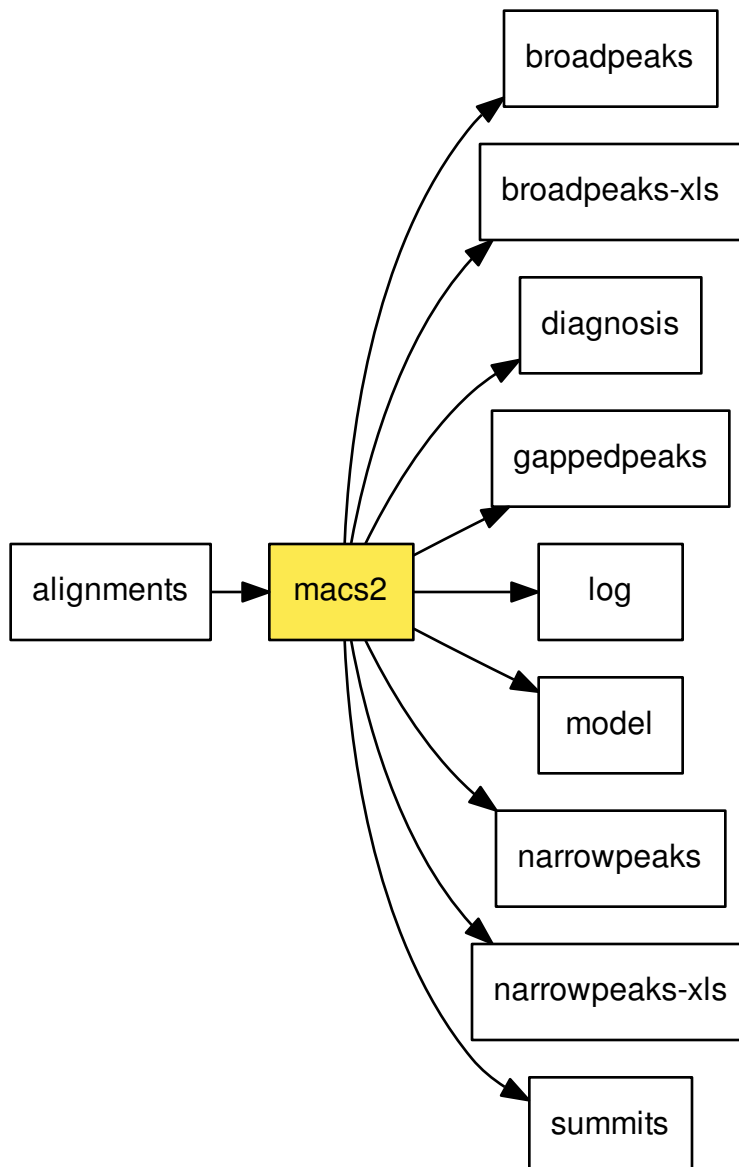 broadpeaks
broadpeaks-xls
diagnosis
gappedpeaks
alignments
macs2
log
model
narrowpeaks
narrowpeaks-xls
summits